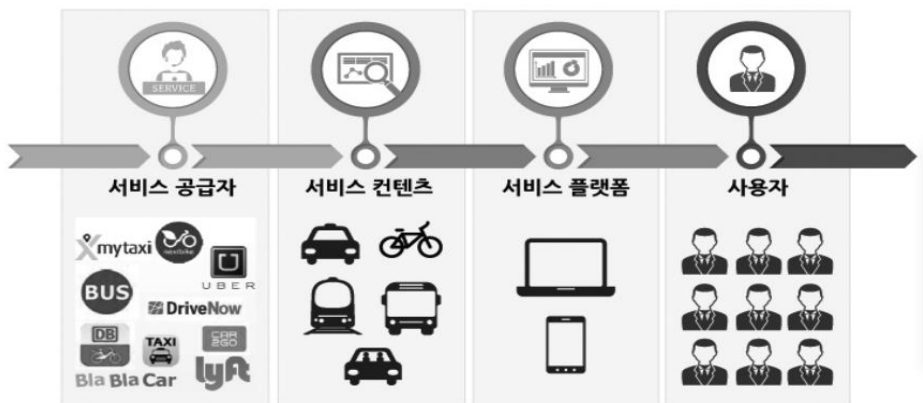 SERVICE
서비스 공급자
서비스 컨텐츠
서비스 플랫폼
사용자
mytaxi
UBER
BUS
DriveNow
DB
TAXI
CAR2GO
Bla Bla Car
lyft